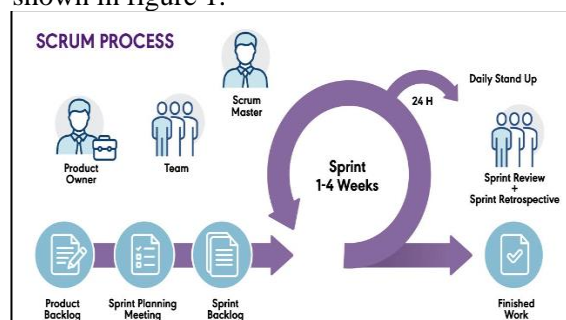 shown in figure 1.
SCRUM PROCESS
Scrum
Master
Product
Owner
Team
Daily Stand Up
24 H
Sprint
1-4 Weeks
Sprint Review
+
Sprint Retrospective
Product
Backlog
Sprint Planning
Meeting
Sprint
Backlog
Finished
Work